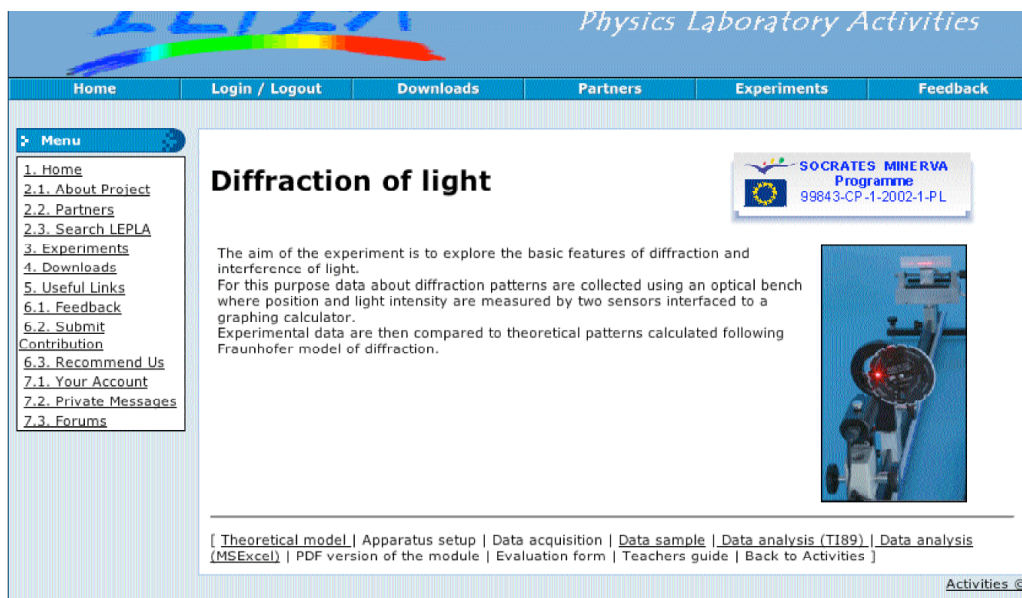 Physics Laboratory Activities
Home Login / Logout Downloads Partners Experiments Feedback
Menu
1. Home
2.1. About Project
2.2. Partners
2.3. Search LEPLA
3. Experiments
4. Downloads
5. Useful Links
6.1. Feedback
6.2. Submit
Contribution
6.3. Recommend Us
7.1. Your Account
7.2. Private Messages
7.3. Forums
Diffraction of light
SOCRATES MINERVA
Programme
99843-CP-1-2002-1-PL
The aim of the experiment is to explore the basic features of diffraction and
interference of light.
For this purpose data about diffraction patterns are collected using an optical bench
where position and light intensity are measured by two sensors interfaced to a
graphing calculator.
Experimental data are then compared to theoretical patterns calculated following
Fraunhofer model of diffraction.
[ Theoretical model | Apparatus setup | Data acquisition | Data sample | Data analysis (TI89) | Data analysis
(MSExcel) | PDF version of the module | Evaluation form | Teachers guide | Back to Activities ]
Activities ©